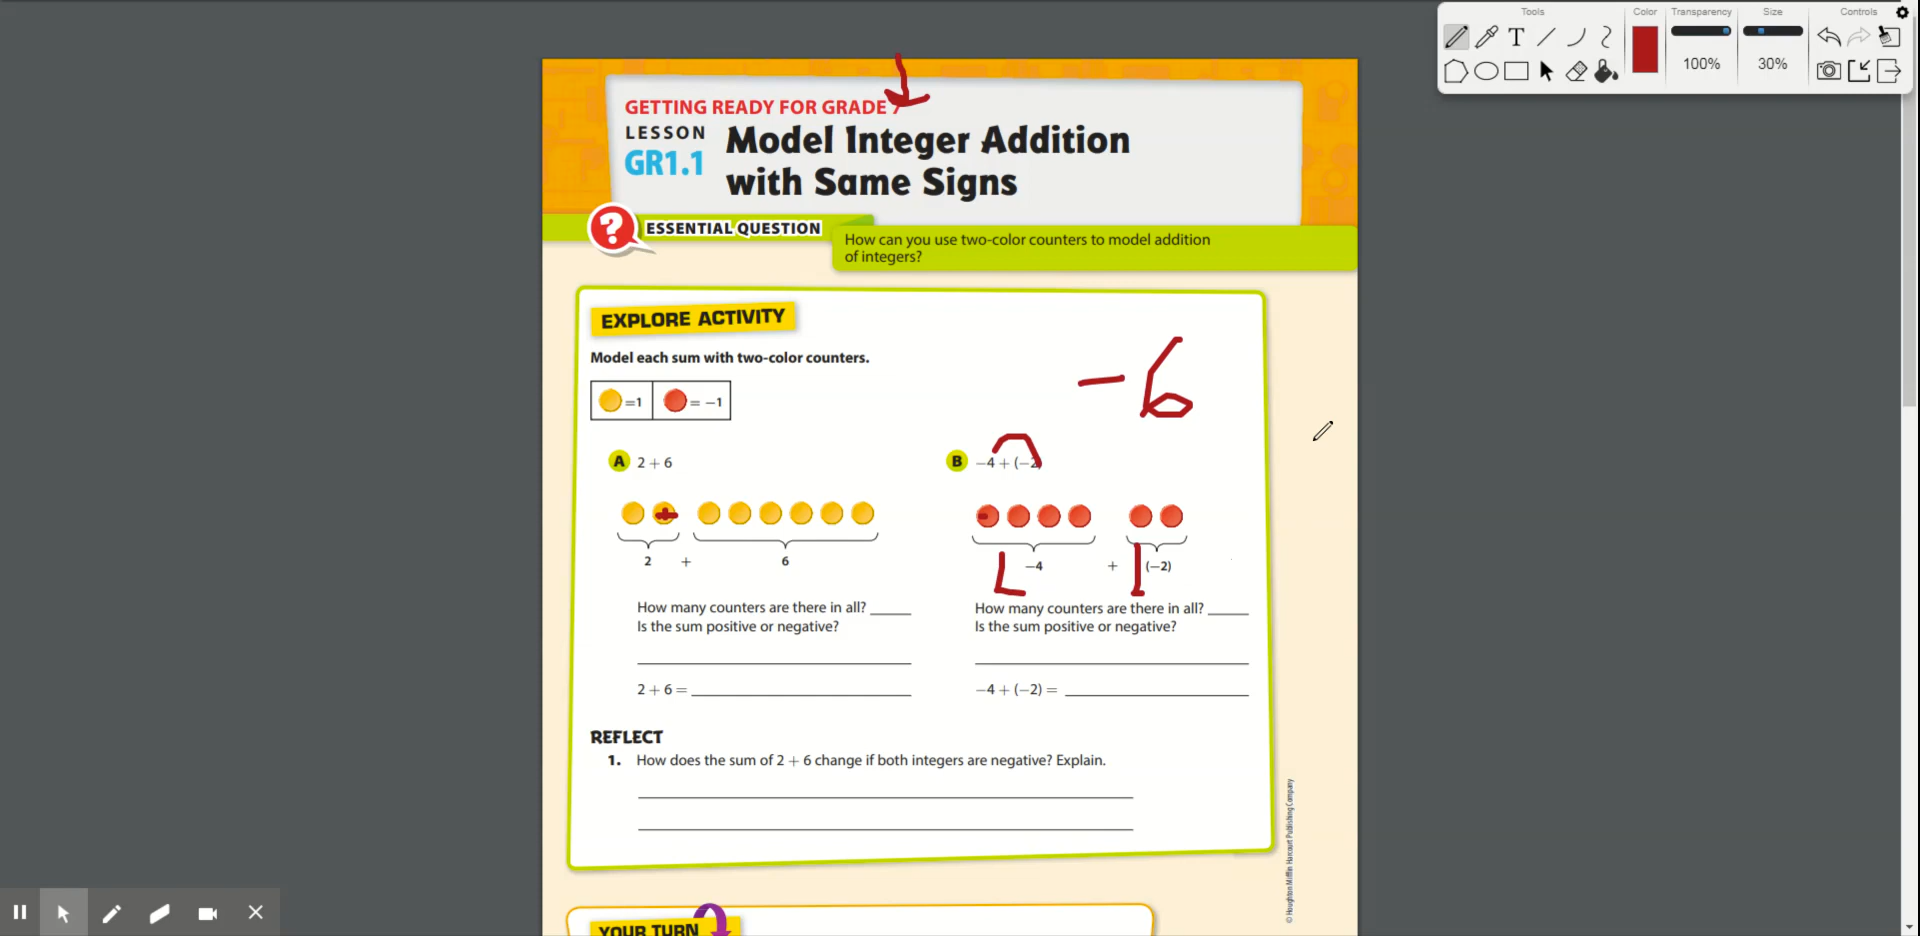 Tools Color Transparency Size Controls
T
100% 30%
GETTING READY FOR GRADE
LESSON
GR1.1
Model Integer Addition
with Same Signs
? ESSENTIAL QUESTION
How can you use two-color counters to model addition
of integers?
EXPLORE ACTIVITY
Model each sum with two-color counters.
=1 = −1
− 6
A 2 + 6
B −4 + (−2)
2 + 6
−4 + (−2)
How many counters are there in all?
Is the sum positive or negative?
2 + 6 =
How many counters are there in all?
Is the sum positive or negative?
−4 + (−2) =
REFLECT
1. How does the sum of 2 + 6 change if both integers are negative? Explain.
© Houghton Mifflin Harcourt Publishing Company
YOUR TURN